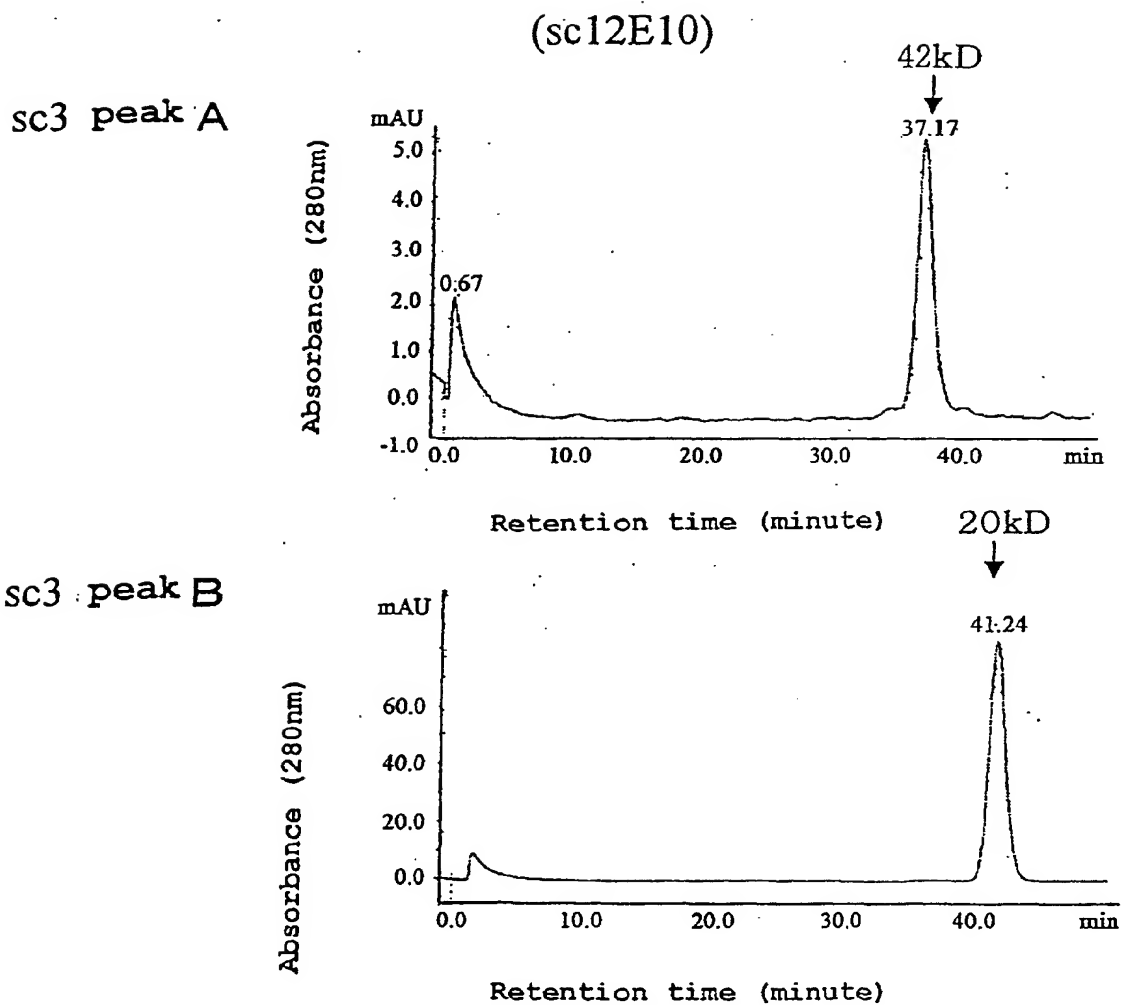 (sc12E10)
42kD
sc3 peak A
mAU
37.17
5.0
4.0
3.0
0.67
2.0
1.0
0.0
-1.0
Absorbance (280nm)
0.0 10.0 20.0 30.0 40.0 min
Retention time (minute)
20kD
sc3 peak B
mAU
41.24
60.0
40.0
20.0
0.0
Absorbance (280nm)
0.0 10.0 20.0 30.0 40.0 min
Retention time (minute)